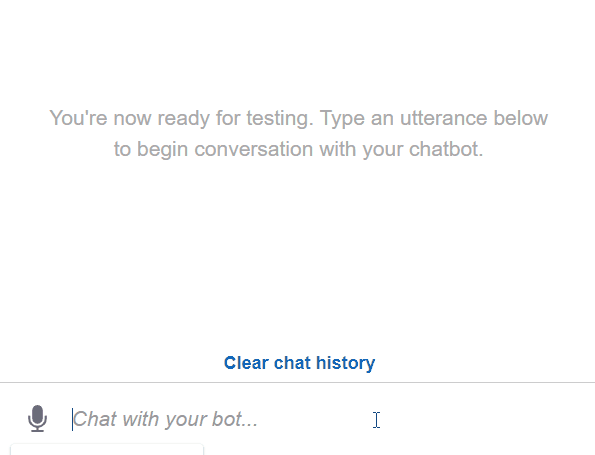 You're now ready for testing. Type an utterance below
to begin conversation with your chatbot.
Clear chat history
Chat with your bot...